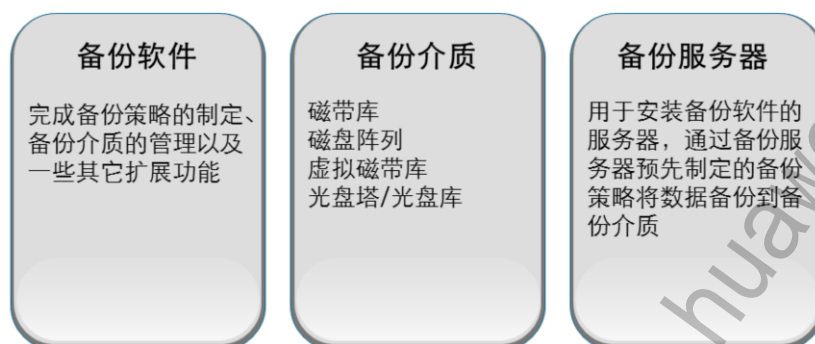 备份软件
完成备份策略的制定、
备份介质的管理以及
一些其它扩展功能
备份介质
磁带库
磁盘阵列
虚拟磁带库
光盘塔/光盘库
备份服务器
用于安装备份软件的
服务器，通过备份服
务器预先制定的备份
策略将数据备份到备
份介质
huawe